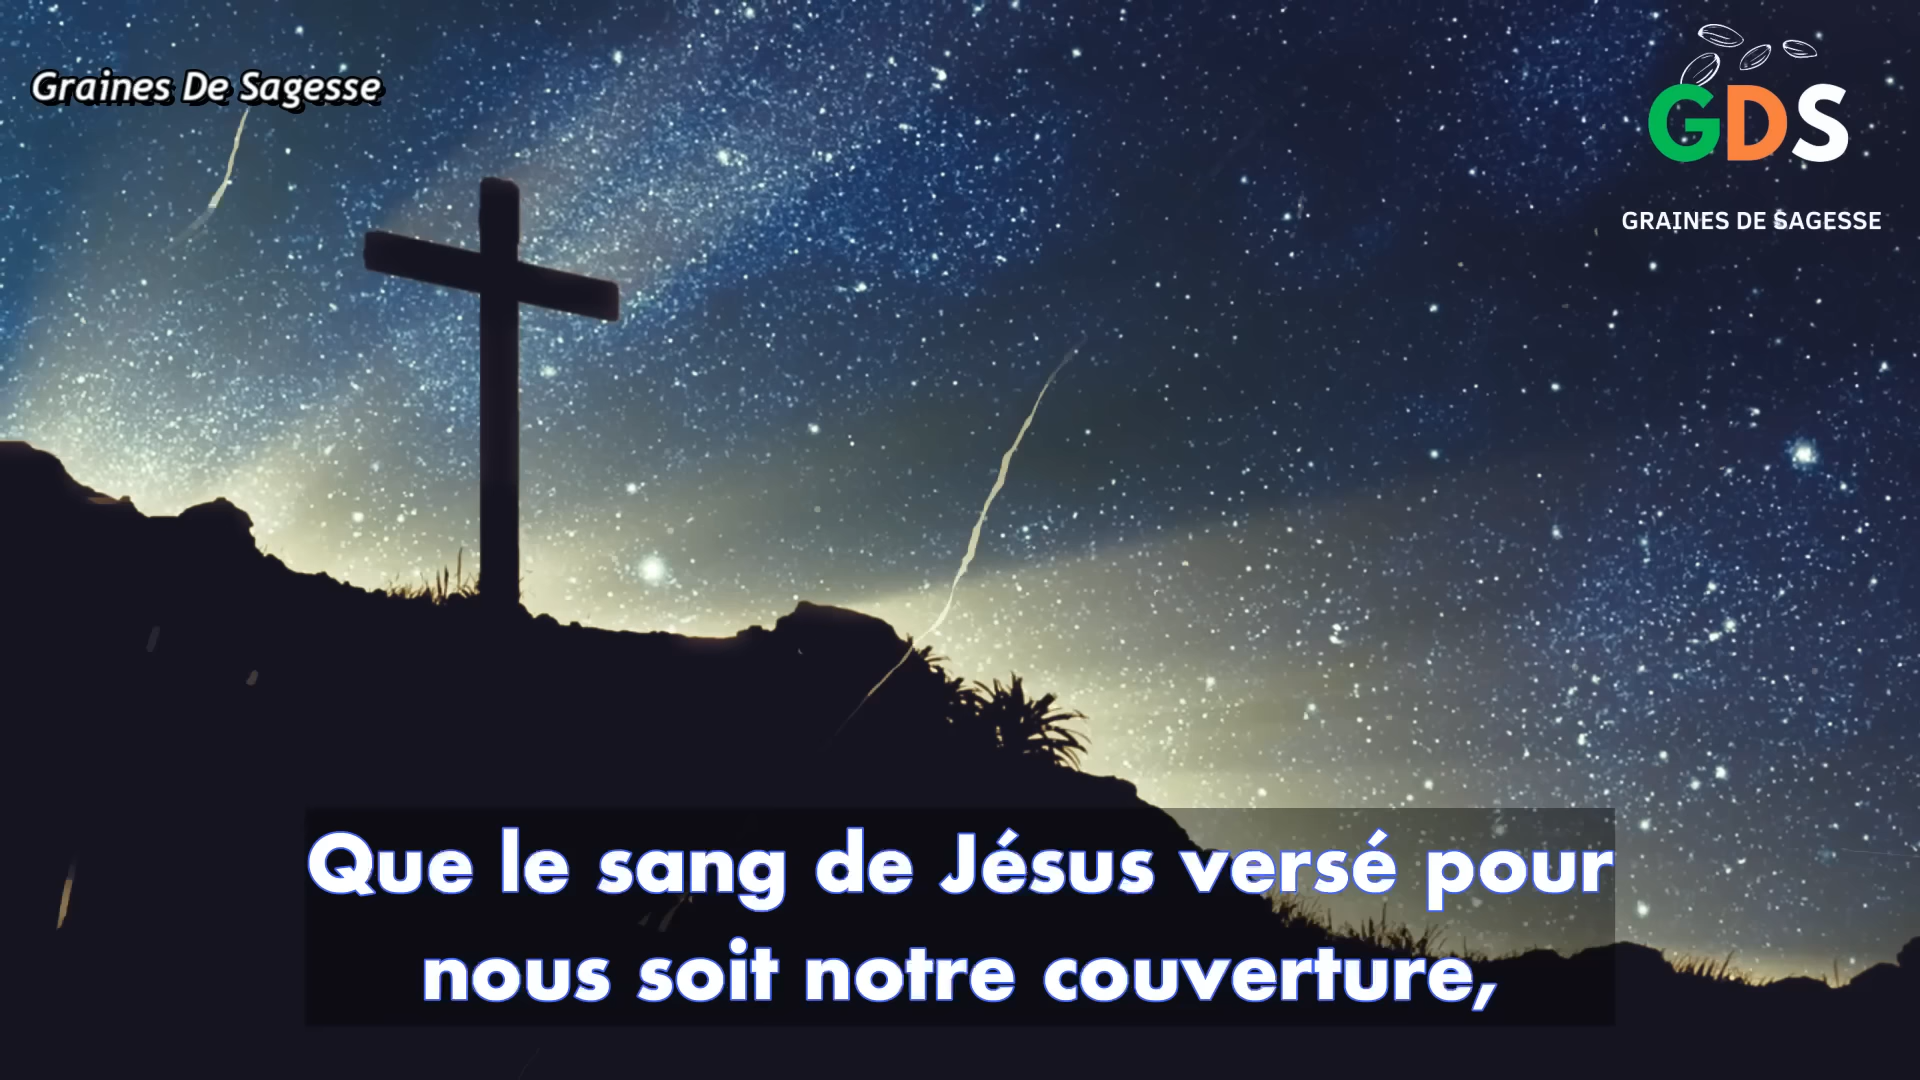 Graines De Sagesse
GDS
GRAINES DE SAGESSE
Que le sang de Jésus versé pour
nous soit notre couverture,